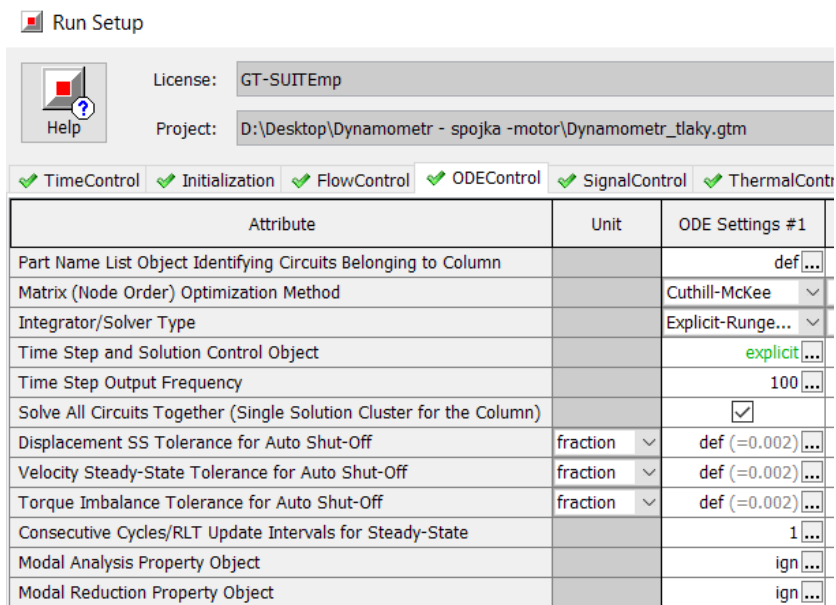 Run Setup
License: GT-SUITEmp
Help
Project: D:\Desktop\Dynamometr - spojka -motor\Dynamometr_tlaky.gtm
TimeControl Initialization FlowControl ODEControl SignalControl ThermalContr
Attribute Unit ODE Settings #1
Part Name List Object Identifying Circuits Belonging to Column def ...
Matrix (Node Order) Optimization Method Cuthill-McKee
Integrator/Solver Type Explicit-Runge...
Time Step and Solution Control Object explicit ...
Time Step Output Frequency 100 ...
Solve All Circuits Together (Single Solution Cluster for the Column)
Displacement SS Tolerance for Auto Shut-Off fraction def (=0.002) ...
Velocity Steady-State Tolerance for Auto Shut-Off fraction def (=0.002) ...
Torque Imbalance Tolerance for Auto Shut-Off fraction def (=0.002) ...
Consecutive Cycles/RLT Update Intervals for Steady-State 1 ...
Modal Analysis Property Object ign ...
Modal Reduction Property Object ign ...